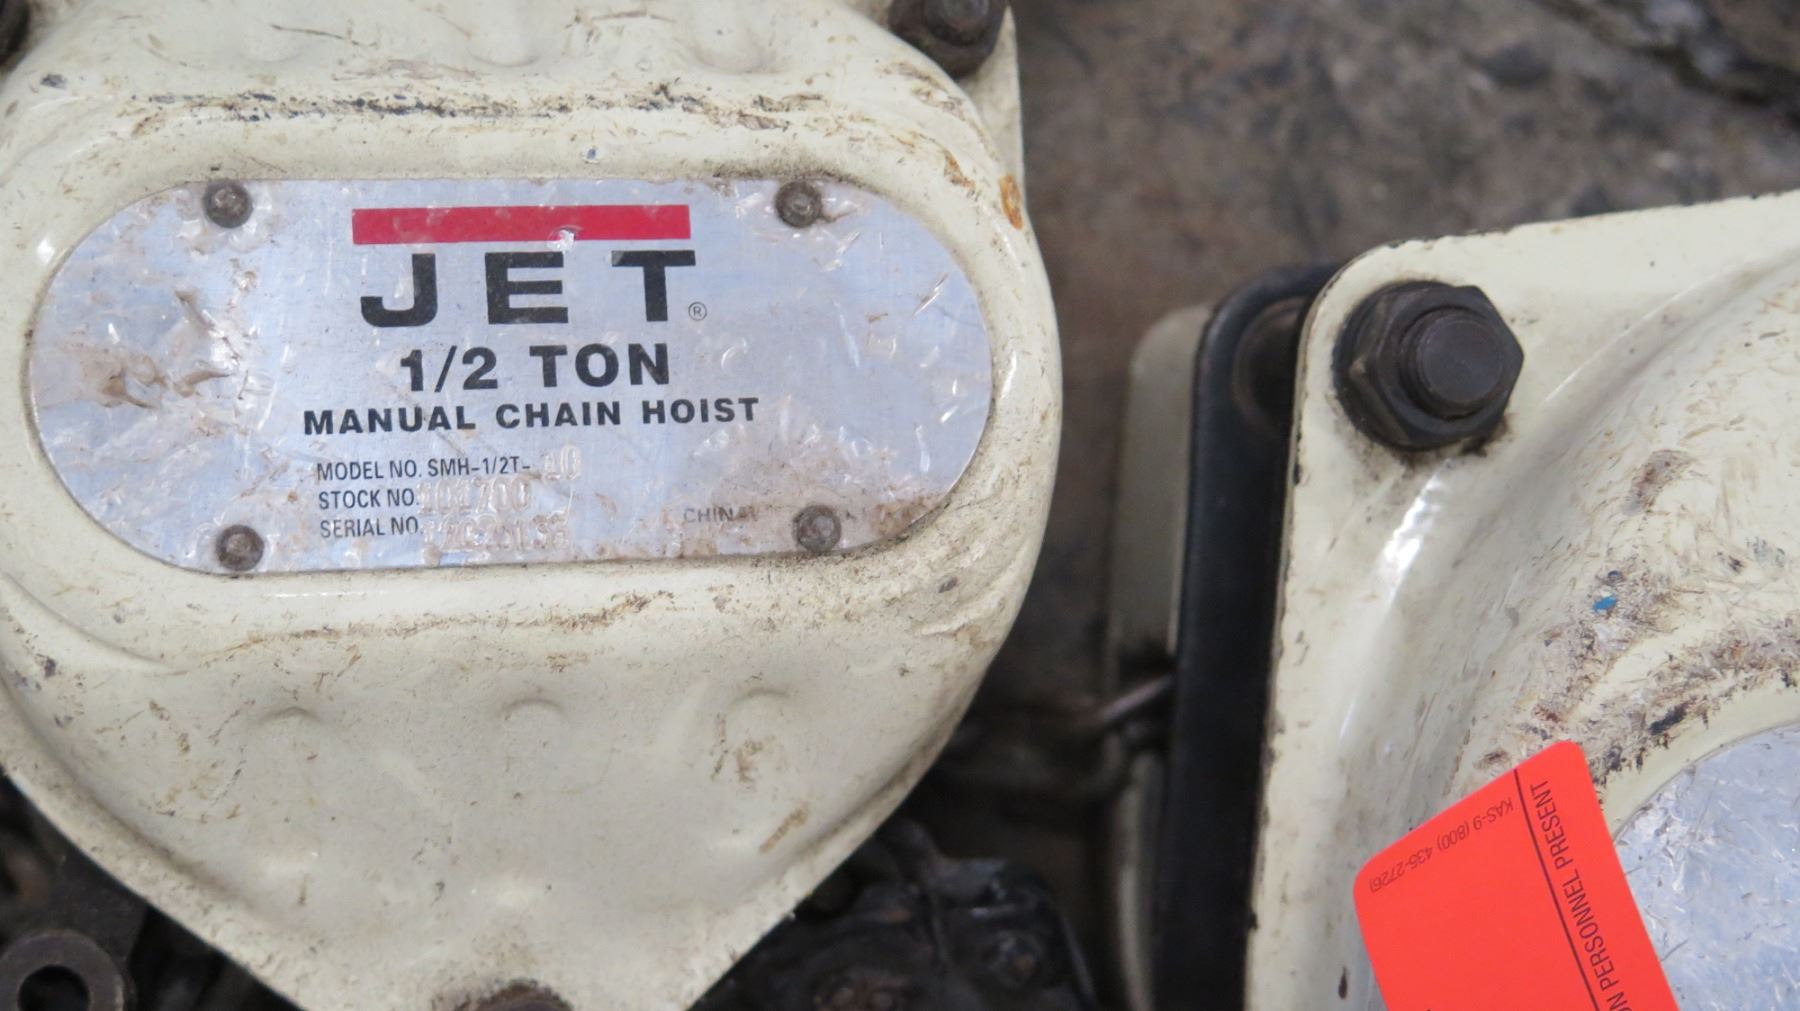 JET®
1/2 TON
MANUAL CHAIN HOIST
MODEL NO. SMH-1/2T-
STOCK NO.
SERIAL NO.
CHINA
KAS-9 (800) 435-2726)
PERSONNEL PRESENT